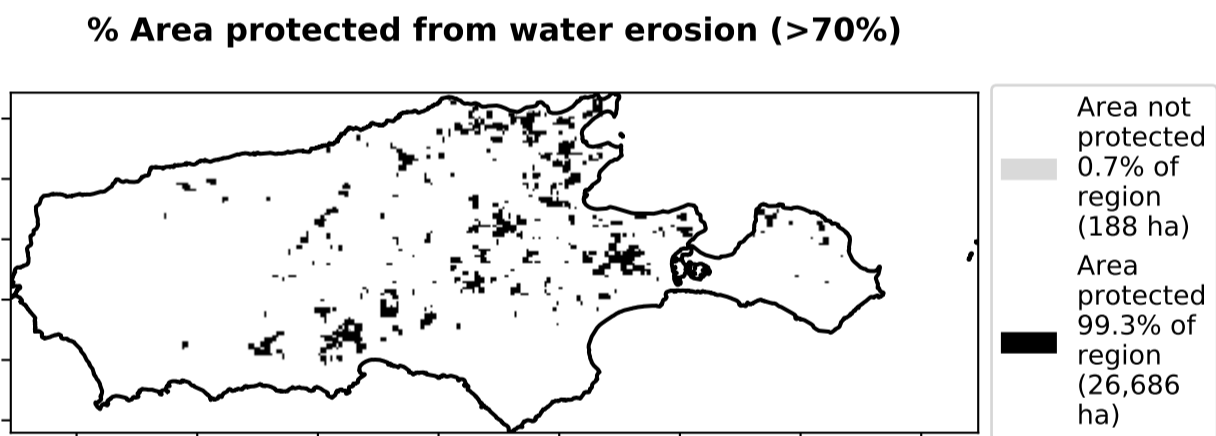 % Area protected from water erosion (>70%)
Area not
protected
0.7% of
region
(188 ha)
Area
protected
99.3% of
region
(26,686
ha)